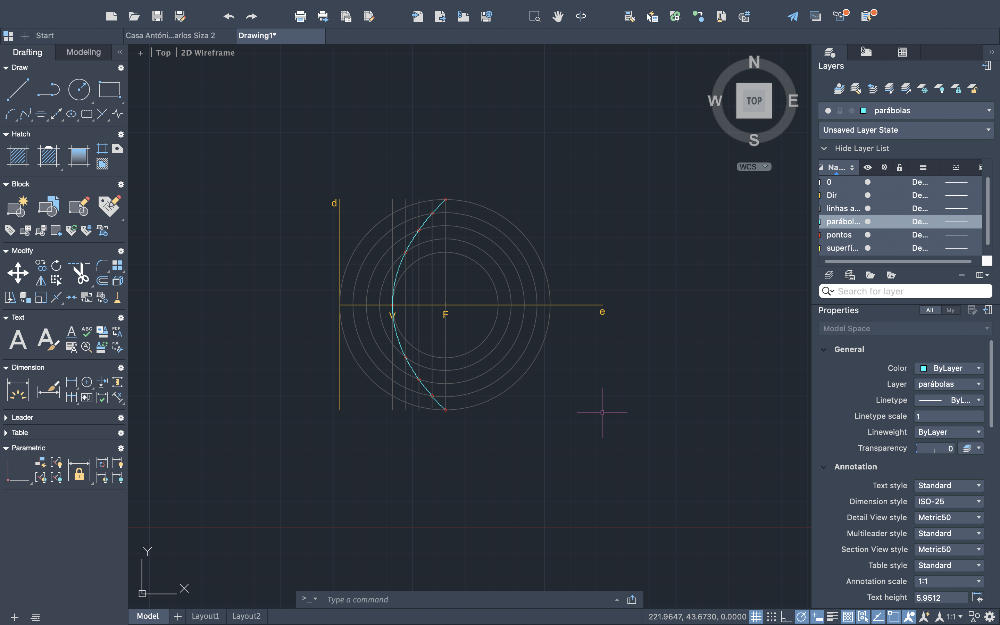 Start
Casa Antóni...arlos Siza 2
Drawing1*
Drafting
Modeling
+ | Top | 2D Wireframe
Draw
Hatch
Block
Modify
Text
ABC
PDF
PDF
Dimension
Leader
Table
Parametric
N
W
TOP
E
S
WCS
d
V
F
e
Y
X
>_
Type a command
Model
Layout1
Layout2
221.9647, 43.6730, 0.0000
1:1
Layers
parábolas
Unsaved Layer State
Hide Layer List
Na...
0 De...
Dir De...
linhas a... De...
parábol... De...
pontos De...
superfí... De...
Search for layer
Properties
All
My
Model Space
General
Color ByLayer
Layer parábolas
Linetype ByL...
Linetype scale 1
Lineweight ByLayer
Transparency 0
Annotation
Text style Standard
Dimension style ISO-25
Detail View style Metric50
Multileader style Standard
Section View style Metric50
Table style Standard
Annotation scale 1:1
Text height 5.9512